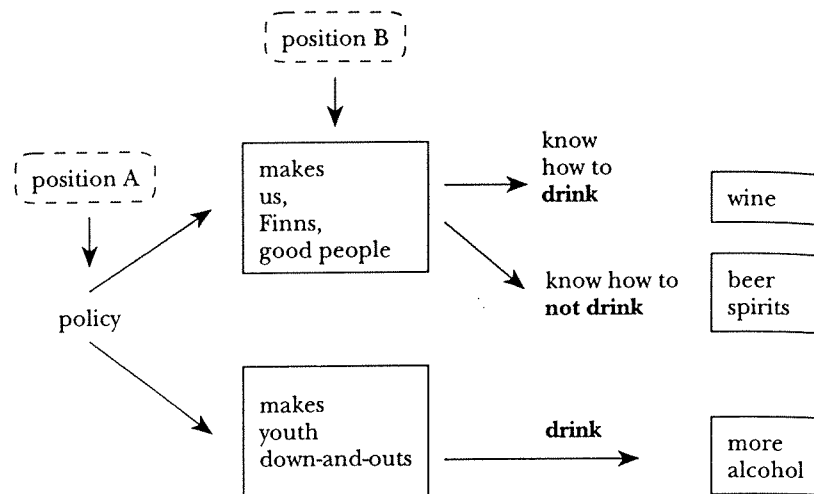 position B
position A
makes
us,
Finns,
good people
know
how to
drink
wine
know how to
not drink
beer
spirits
policy
makes
youth
down-and-outs
drink
more
alcohol